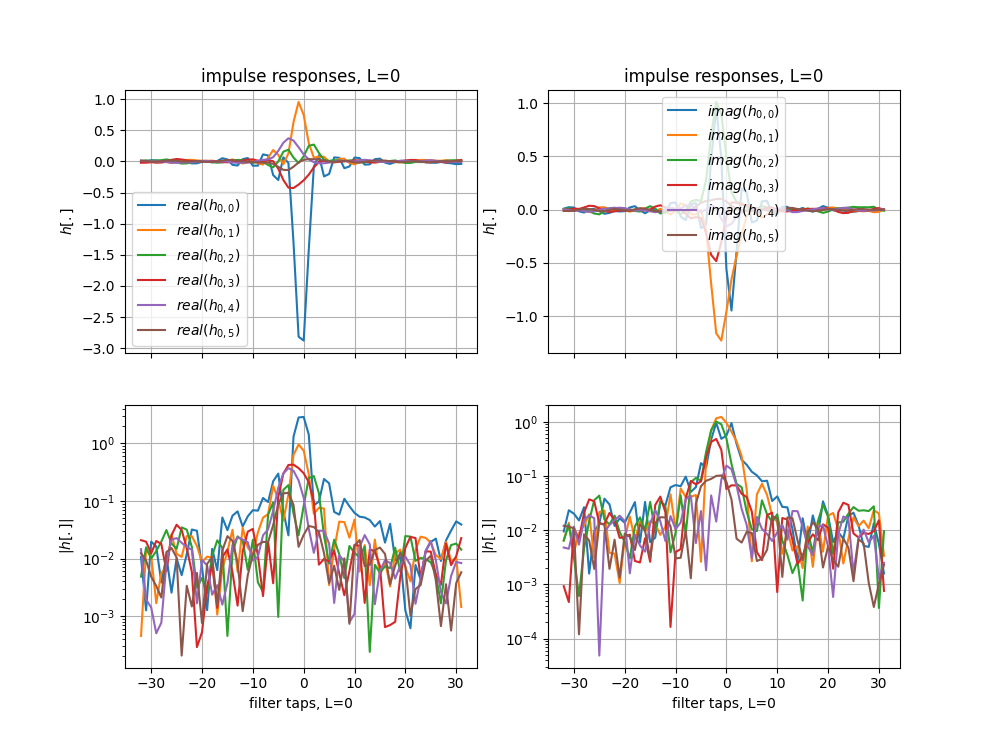 impulse responses, L=0
impulse responses, L=0
1.0
0.5
0.0
−0.5
−1.0
−1.5
−2.0
−2.5
−3.0
h[.]
real(h0,0)
real(h0,1)
real(h0,2)
real(h0,3)
real(h0,4)
real(h0,5)
1.0
0.5
0.0
−0.5
−1.0
h[.]
imag(h0,0)
imag(h0,1)
imag(h0,2)
imag(h0,3)
imag(h0,4)
imag(h0,5)
10^0
10^−1
10^−2
10^−3
|h[.]|
−30 −20 −10 0 10 20 30
filter taps, L=0
10^0
10^−1
10^−2
10^−3
10^−4
|h[.]|
−30 −20 −10 0 10 20 30
filter taps, L=0